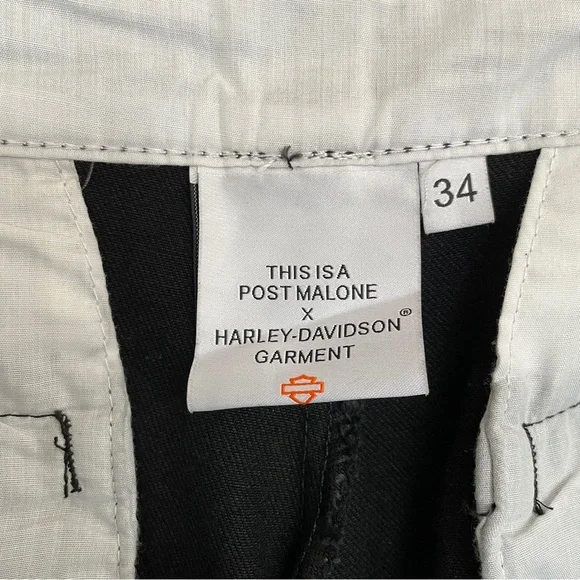 THIS IS A
POST MALONE
X
HARLEY-DAVIDSON®
GARMENT
34